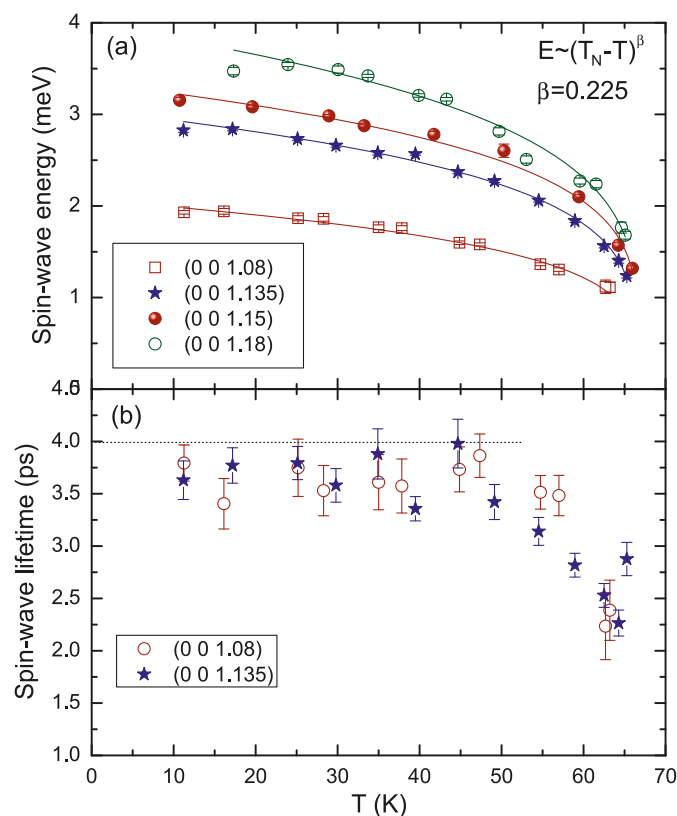 4
(a)
E~(T_N-T)^β
β=0.225
3
2
1
Spin-wave energy (meV)
(0 0 1.08)
(0 0 1.135)
(0 0 1.15)
(0 0 1.18)
4.5
(b)
4.0
3.5
3.0
2.5
2.0
1.5
1.0
Spin-wave lifetime (ps)
(0 0 1.08)
(0 0 1.135)
0 10 20 30 40 50 60 70
T (K)